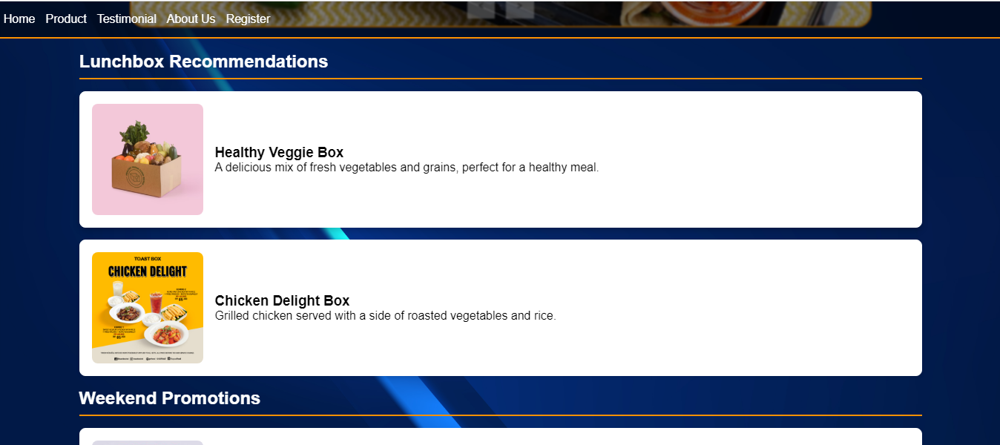 Home Product Testimonial About Us Register
Lunchbox Recommendations
Healthy Veggie Box
A delicious mix of fresh vegetables and grains, perfect for a healthy meal.
TOAST BOX
CHICKEN DELIGHT
Chicken Delight Box
Grilled chicken served with a side of roasted vegetables and rice.
Weekend Promotions